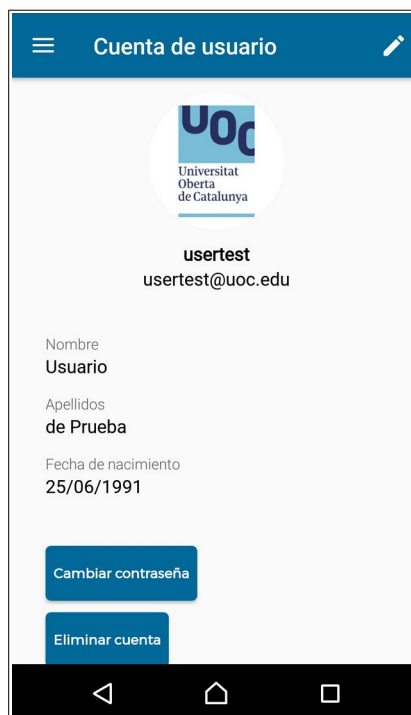 Cuenta de usuario
UOC
Universitat
Oberta
de Catalunya
usertest
usertest@uoc.edu
Nombre
Usuario
Apellidos
de Prueba
Fecha de nacimiento
25/06/1991
Cambiar contraseña
Eliminar cuenta